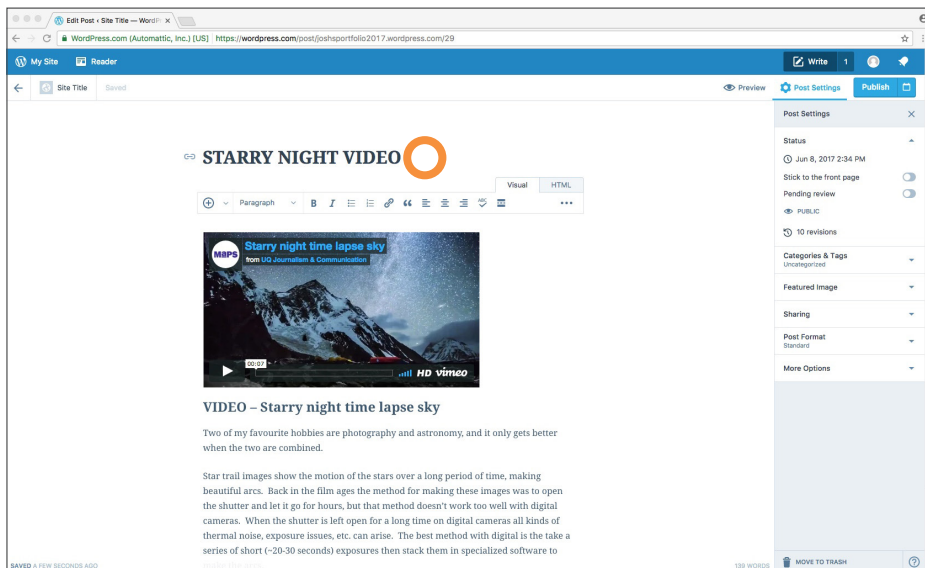 Edit Post ‹ Site Title — WordPr
WordPress.com (Automattic, Inc.) [US] https://wordpress.com/post/joshsportfolio2017.wordpress.com/29
My Site Reader Write 1
Site Title Saved Preview Post Settings Publish
Post Settings
Status
Jun 8, 2017 2:34 PM
Stick to the front page
Pending review
PUBLIC
10 revisions
Categories & Tags
Uncategorized
Featured Image
Sharing
Post Format
Standard
More Options
MOVE TO TRASH
STARRY NIGHT VIDEO
Visual HTML
Paragraph B I ABC
MaPS
Starry night time lapse sky
from UQ Journalism & Communication
00:07
HD vimeo
VIDEO – Starry night time lapse sky
Two of my favourite hobbies are photography and astronomy, and it only gets better
when the two are combined.
Star trail images show the motion of the stars over a long period of time, making
beautiful arcs. Back in the film ages the method for making these images was to open
the shutter and let it go for hours, but that method doesn't work too well with digital
cameras. When the shutter is left open for a long time on digital cameras all kinds of
thermal noise, exposure issues, etc. can arise. The best method with digital is the take a
series of short (~20-30 seconds) exposures then stack them in specialized software to
SAVED A FEW SECONDS AGO
139 WORDS